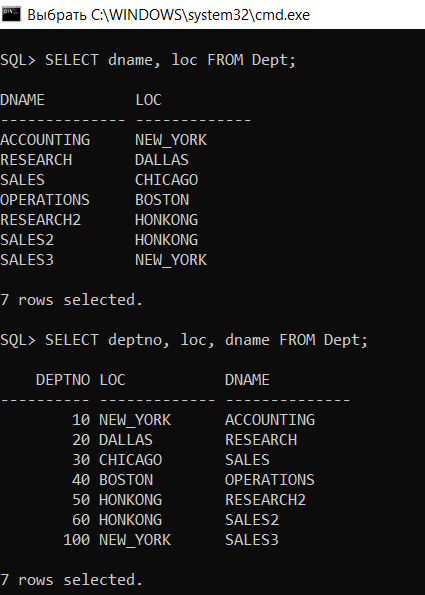 Выбрать C:\WINDOWS\system32\cmd.exe
SQL> SELECT dname, loc FROM Dept;
DNAME          LOC
-------------- -------------
ACCOUNTING     NEW_YORK
RESEARCH       DALLAS
SALES          CHICAGO
OPERATIONS     BOSTON
RESEARCH2      HONKONG
SALES2         HONKONG
SALES3         NEW_YORK
7 rows selected.
SQL> SELECT deptno, loc, dname FROM Dept;
    DEPTNO LOC           DNAME
---------- ------------- --------------
        10 NEW_YORK      ACCOUNTING
        20 DALLAS        RESEARCH
        30 CHICAGO       SALES
        40 BOSTON        OPERATIONS
        50 HONKONG       RESEARCH2
        60 HONKONG       SALES2
       100 NEW_YORK      SALES3
7 rows selected.